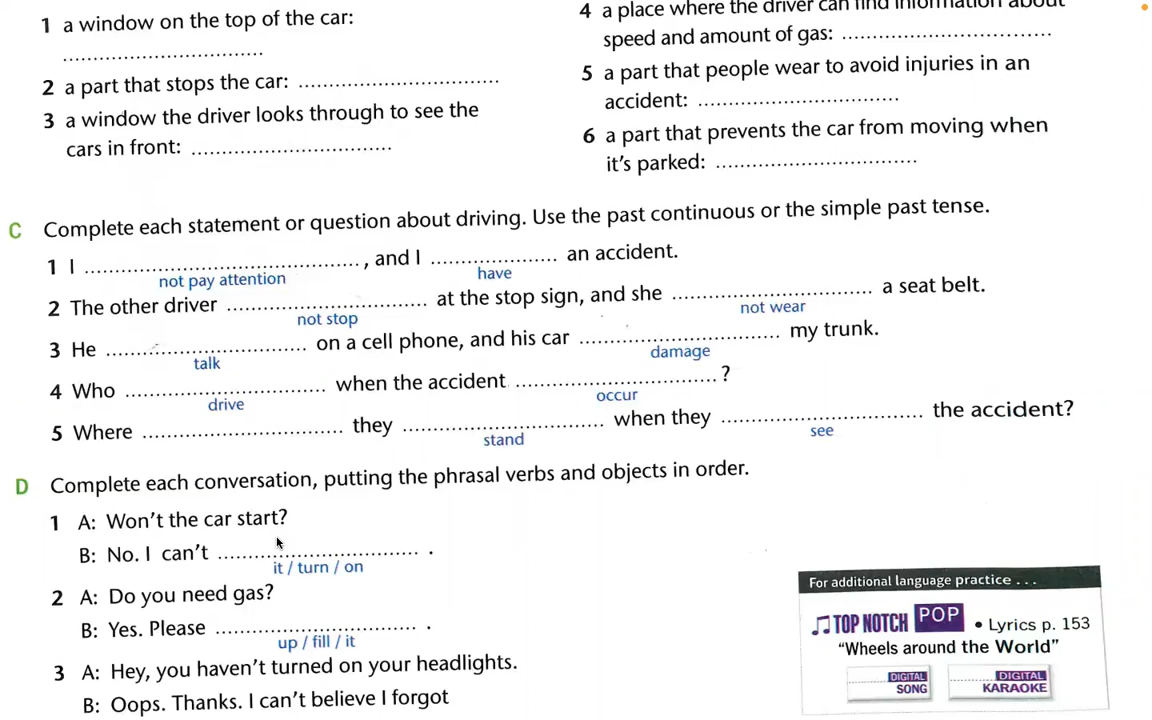 1 a window on the top of the car:
....................
2 a part that stops the car: ....................
3 a window the driver looks through to see the
cars in front: ....................
4 a place where the driver can find information about
speed and amount of gas: ....................
5 a part that people wear to avoid injuries in an
accident: ....................
6 a part that prevents the car from moving when
it's parked: ....................
C Complete each statement or question about driving. Use the past continuous or the simple past tense.
1 I .................... , and I .................... an accident.
not pay attention have
2 The other driver .................... at the stop sign, and she .................... a seat belt.
not stop not wear
3 He .................... on a cell phone, and his car .................... my trunk.
talk damage
4 Who .................... when the accident .................... ?
drive occur
5 Where .................... they .................... when they .................... the accident?
stand see
D Complete each conversation, putting the phrasal verbs and objects in order.
1 A: Won't the car start?
B: No. I can't .................... .
it / turn / on
2 A: Do you need gas?
B: Yes. Please .................... .
up / fill / it
3 A: Hey, you haven't turned on your headlights.
B: Oops. Thanks. I can't believe I forgot
For additional language practice . . .
TOP NOTCH POP • Lyrics p. 153
"Wheels around the World"
DIGITAL SONG
DIGITAL KARAOKE